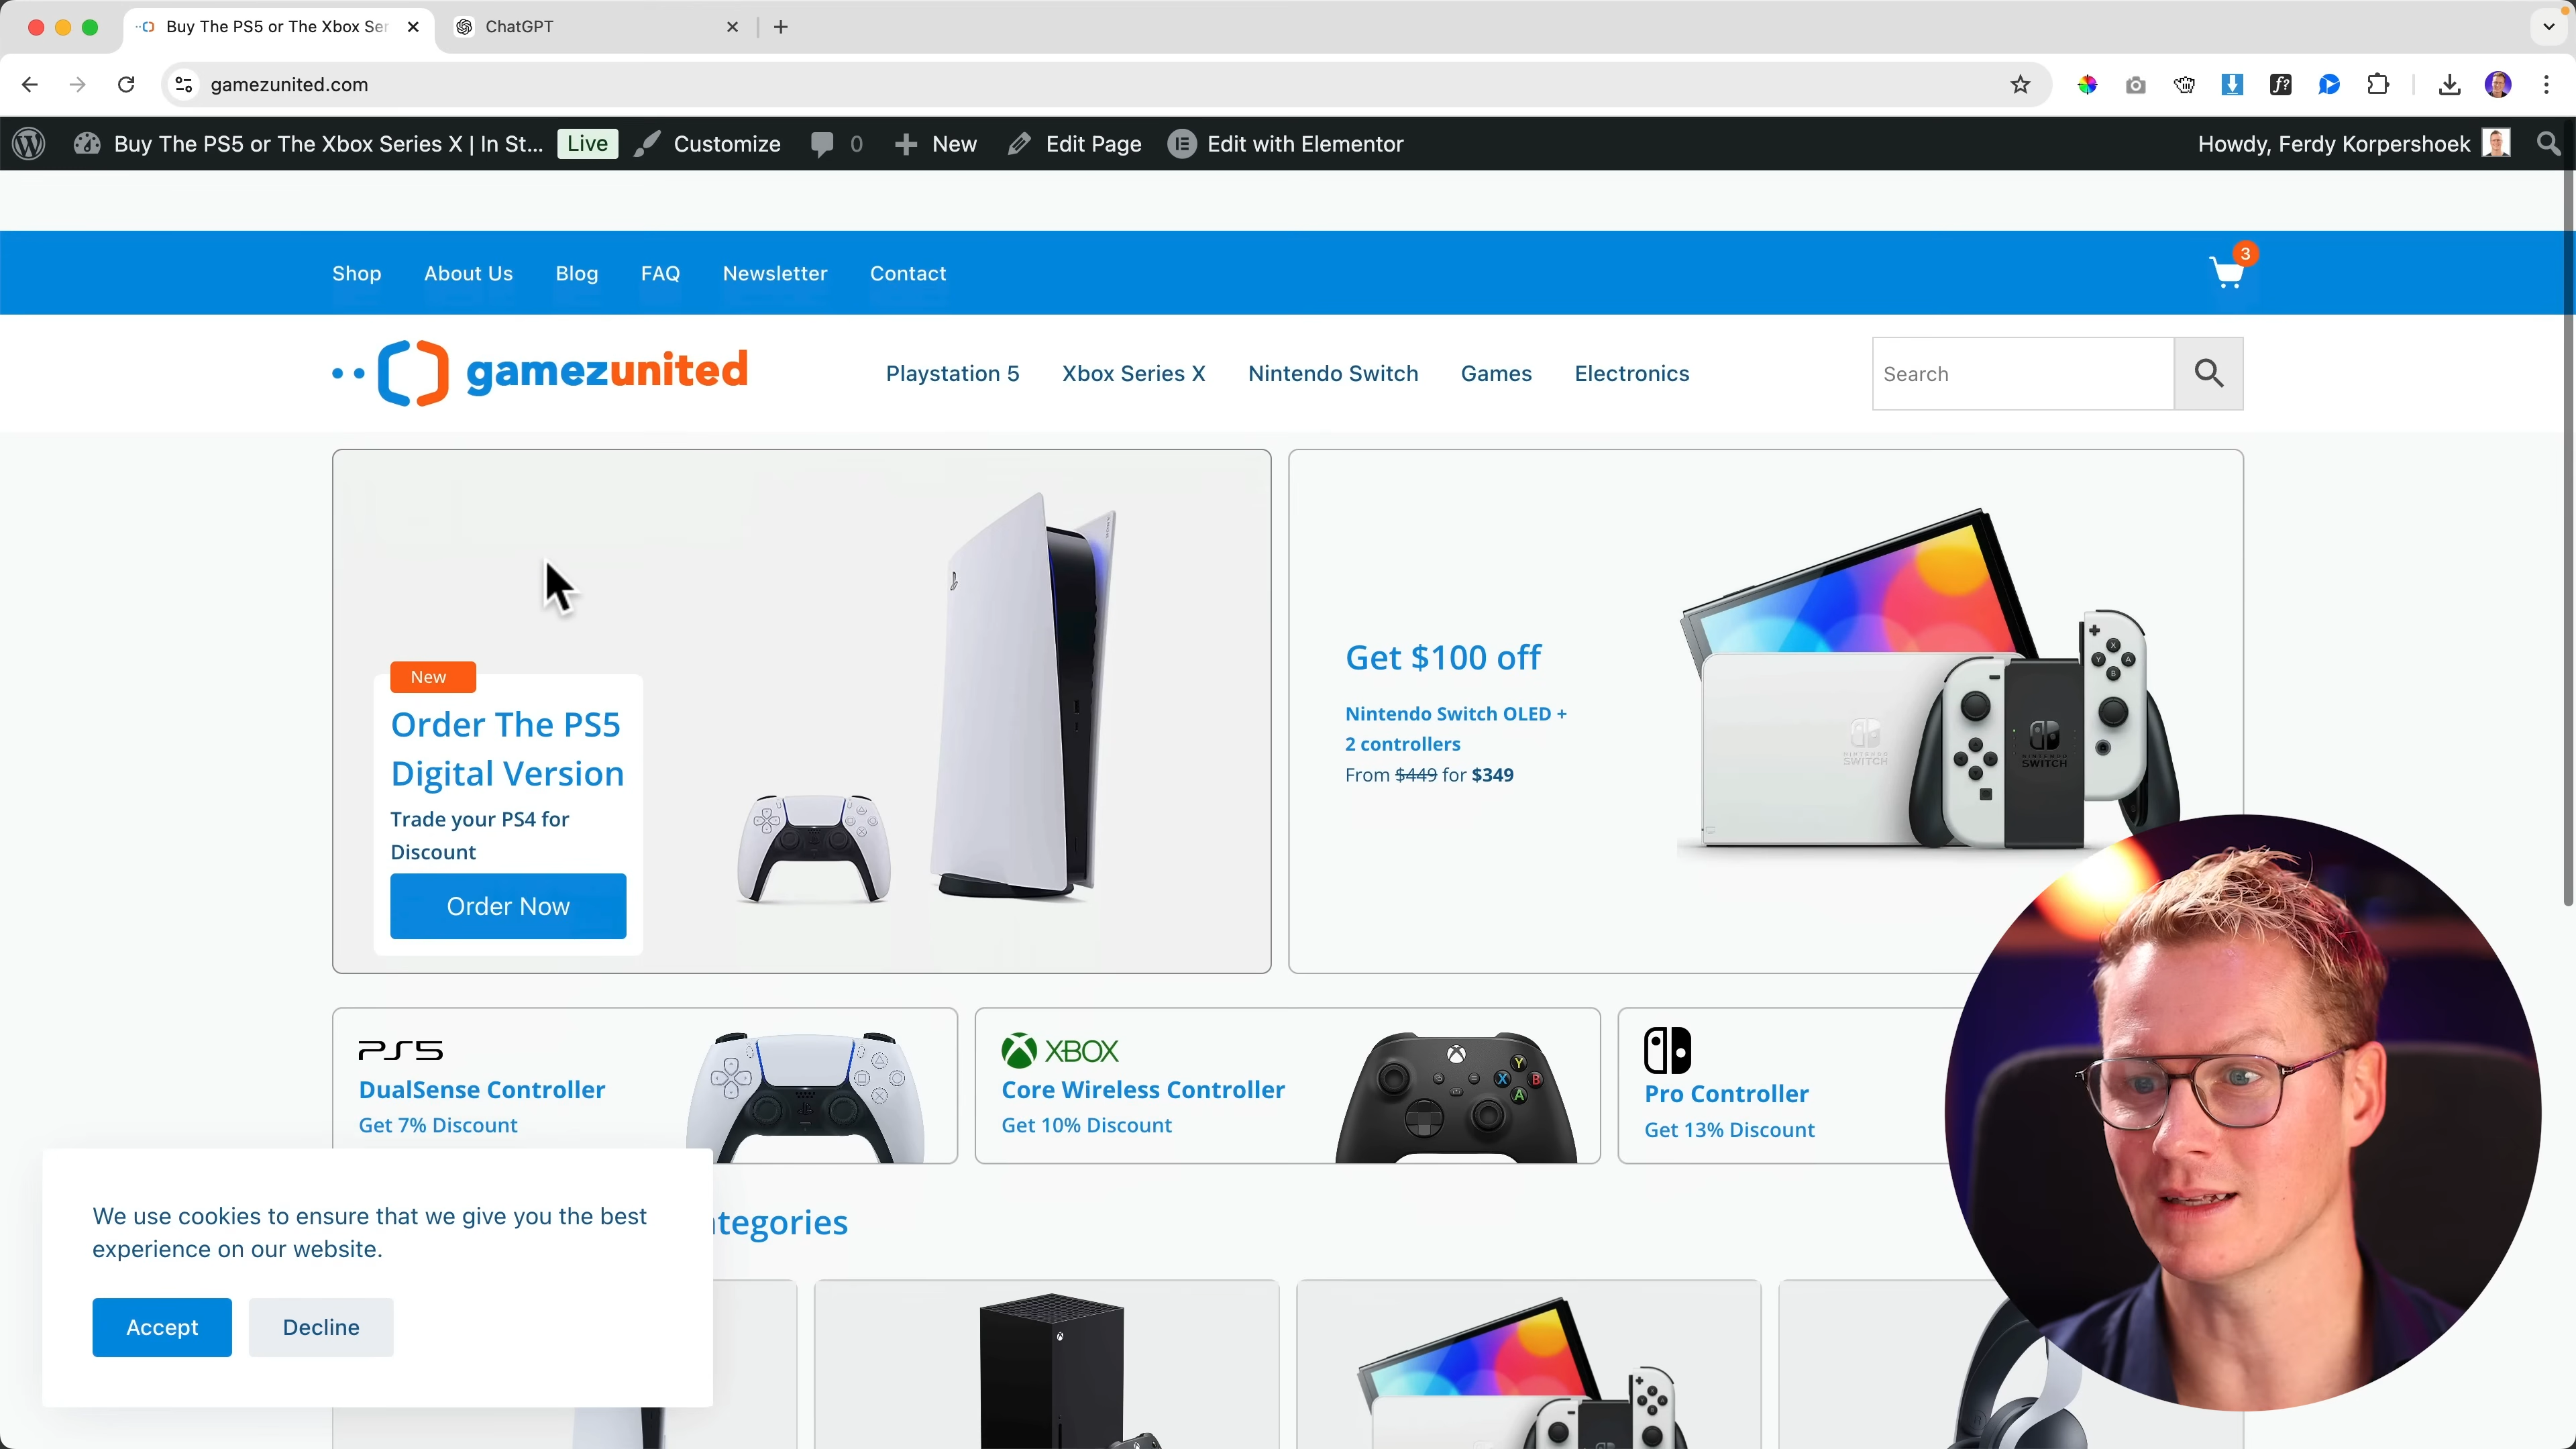 Buy The PS5 or The Xbox Ser
ChatGPT
gamezunited.com
Buy The PS5 or The Xbox Series X | In St...
Live
Customize
0
New
Edit Page
Edit with Elementor
Howdy, Ferdy Korpershoek
Shop
About Us
Blog
FAQ
Newsletter
Contact
3
gamezunited
Playstation 5
Xbox Series X
Nintendo Switch
Games
Electronics
Search
New
Order The PS5
Digital Version
Trade your PS4 for
Discount
Order Now
Get $100 off
Nintendo Switch OLED +
2 controllers
From $449 for $349
NINTENDO
SWITCH
NINTENDO
SWITCH
PS5
DualSense Controller
Get 7% Discount
XBOX
Core Wireless Controller
Get 10% Discount
Y
X
B
A
Pro Controller
Get 13% Discount
ategories
We use cookies to ensure that we give you the best
experience on our website.
Accept
Decline